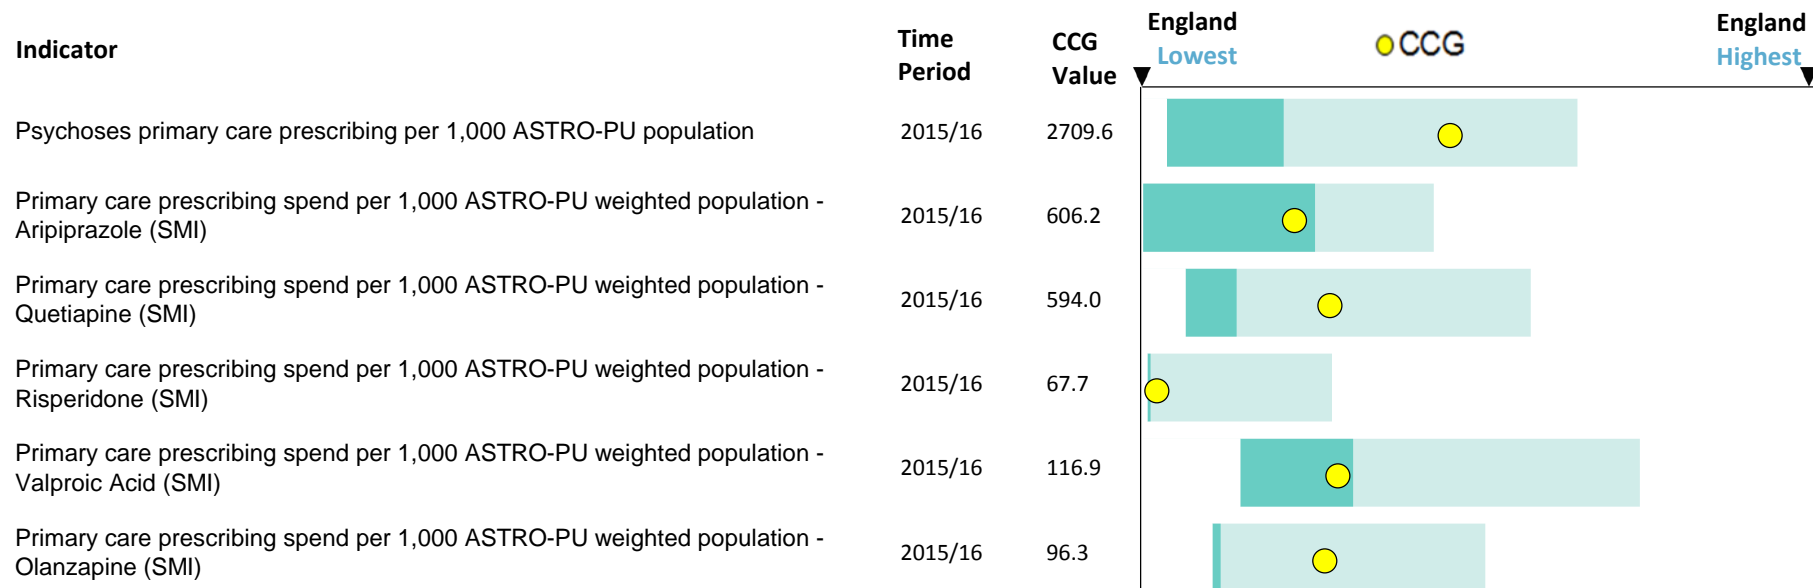 Indicator
Time
Period
CCG
Value
England
Lowest
CCG
England
Highest
Psychoses primary care prescribing per 1,000 ASTRO-PU population
2015/16
2709.6
Primary care prescribing spend per 1,000 ASTRO-PU weighted population -
Aripiprazole (SMI)
2015/16
606.2
Primary care prescribing spend per 1,000 ASTRO-PU weighted population -
Quetiapine (SMI)
2015/16
594.0
Primary care prescribing spend per 1,000 ASTRO-PU weighted population -
Risperidone (SMI)
2015/16
67.7
Primary care prescribing spend per 1,000 ASTRO-PU weighted population -
Valproic Acid (SMI)
2015/16
116.9
Primary care prescribing spend per 1,000 ASTRO-PU weighted population -
Olanzapine (SMI)
2015/16
96.3